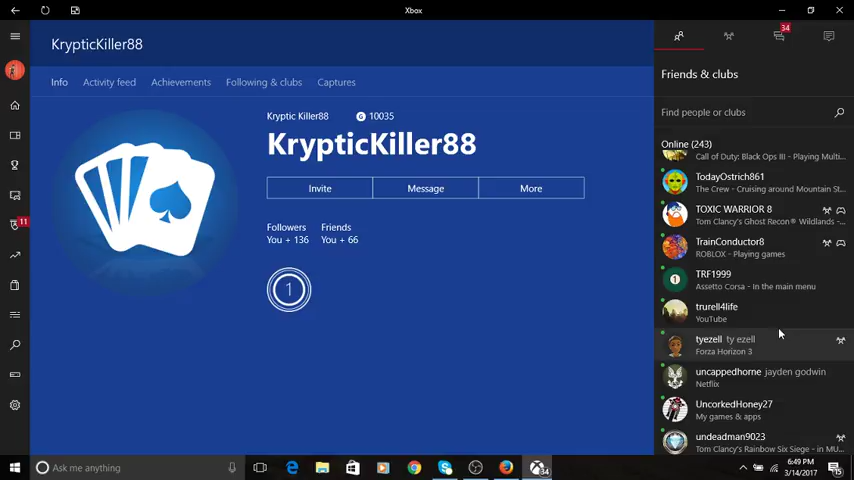 Xbox
KrypticKiller88
Info Activity feed Achievements Following & clubs Captures
Kryptic Killer88 G 10035
KrypticKiller88
Invite Message More
Followers Friends
You + 136 You + 66
1
34
Friends & clubs
Find people or clubs
Online (243)
Call of Duty: Black Ops III - Playing Multi...
TodayOstrich861
The Crew - Cruising around Mountain St...
TOXIC WARRIOR 8
Tom Clancy's Ghost Recon® Wildlands -...
TrainConductor8
ROBLOX - Playing games
1
TRF1999
Assetto Corsa - In the main menu
trurell4life
YouTube
tyezell ty ezell
Forza Horizon 3
uncappedhorne jayden godwin
Netflix
UncorkedHoney27
My games & apps
undeadman9023
Tom Clancy's Rainbow Six Siege - in MU...
11
Ask me anything
34
6:49 PM
3/14/2017
15